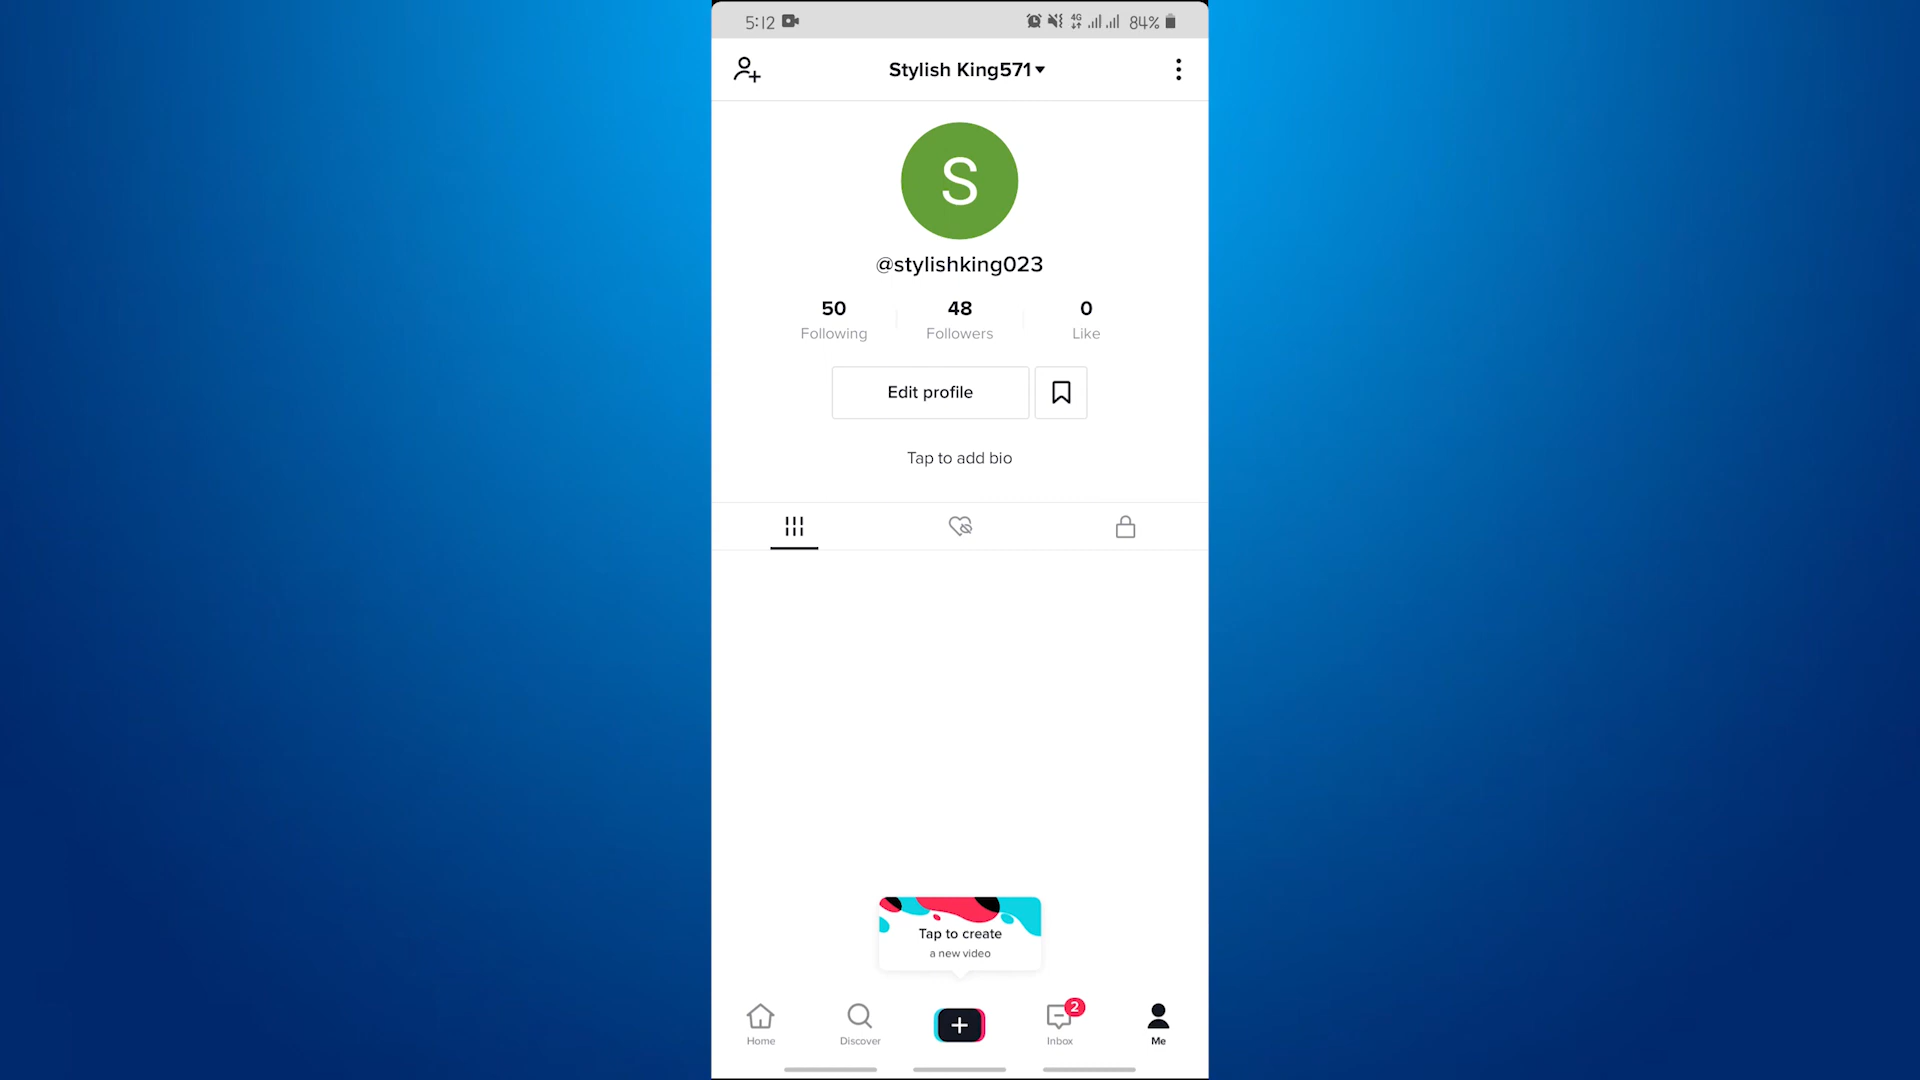 5:12
4G 84%
Stylish King571
S
@stylishking023
50 48 0
Following Followers Like
Edit profile
Tap to add bio
Tap to create
a new video
2
Home Discover Inbox Me